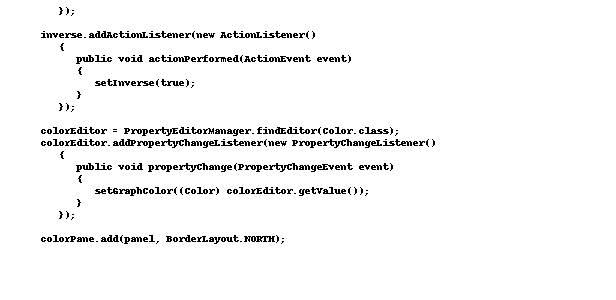 });
inverse.addActionListener(new ActionListener()
{
public void actionPerformed(ActionEvent event)
{
setInverse(true);
}
});
colorEditor = PropertyEditorManager.findEditor(Color.class);
colorEditor.addPropertyChangeListener(new PropertyChangeListener()
{
public void propertyChange(PropertyChangeEvent event)
{
setGraphColor((Color) colorEditor.getValue());
}
});
colorPane.add(panel, BorderLayout.NORTH);